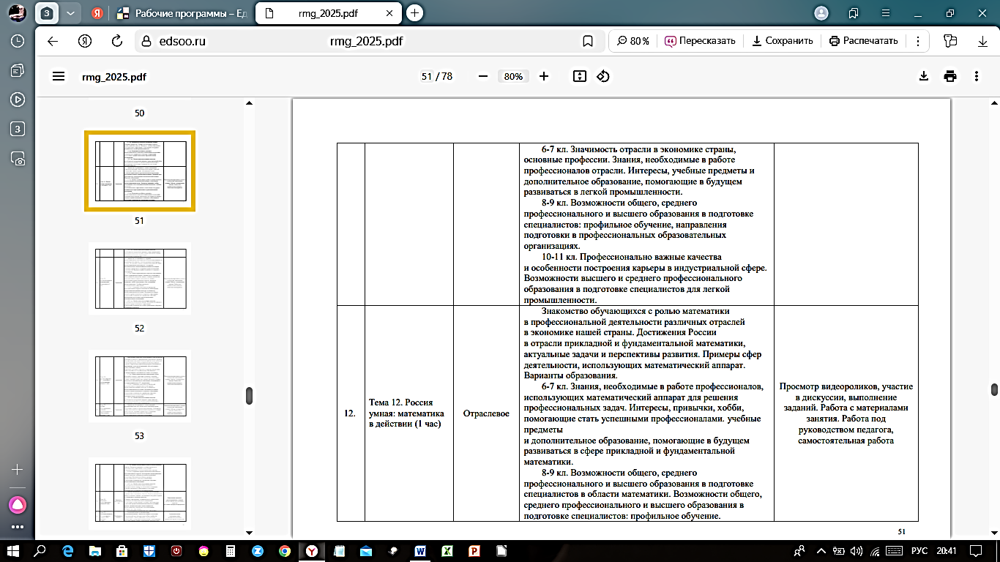 3
Рабочие программы – Ед
rmg_2025.pdf
edsoo.ru
rmg_2025.pdf
80%
Пересказать
Сохранить
Распечатать
rmg_2025.pdf
51 / 78
80%
50
51
52
53
3
6-7 кл. Значимость отрасли в экономике страны,
основные профессии. Знания, необходимые в работе
профессионалов отрасли. Интересы, учебные предметы и
дополнительное образование, помогающие в будущем
развиваться в легкой промышленности.
8-9 кл. Возможности общего, среднего
профессионального и высшего образования в подготовке
специалистов: профильное обучение, направления
подготовки в профессиональных образовательных
организациях.
10-11 кл. Профессионально важные качества
и особенности построения карьеры в индустриальной сфере.
Возможности высшего и среднего профессионального
образования в подготовке специалистов для легкой
промышленности.
12.
Тема 12. Россия
умная: математика
в действии (1 час)
Отраслевое
Знакомство обучающихся с ролью математики
в профессиональной деятельности различных отраслей
в экономике нашей страны. Достижения России
в отрасли прикладной и фундаментальной математики,
актуальные задачи и перспективы развития. Примеры сфер
деятельности, использующих математический аппарат.
Варианты образования.
6-7 кл. Знания, необходимые в работе профессионалов,
использующих математический аппарат для решения
профессиональных задач. Интересы, привычки, хобби,
помогающие стать успешными профессионалами. учебные
предметы
и дополнительное образование, помогающие в будущем
развиваться в сфере прикладной и фундаментальной
математики.
8-9 кл. Возможности общего, среднего
профессионального и высшего образования в подготовке
специалистов в области математики. Возможности общего,
среднего профессионального и высшего образования в
подготовке специалистов: профильное обучение.
Просмотр видеороликов, участие
в дискуссии, выполнение
заданий. Работа с материалами
занятия. Работа под
руководством педагога,
самостоятельная работа
51
РУС
20:41